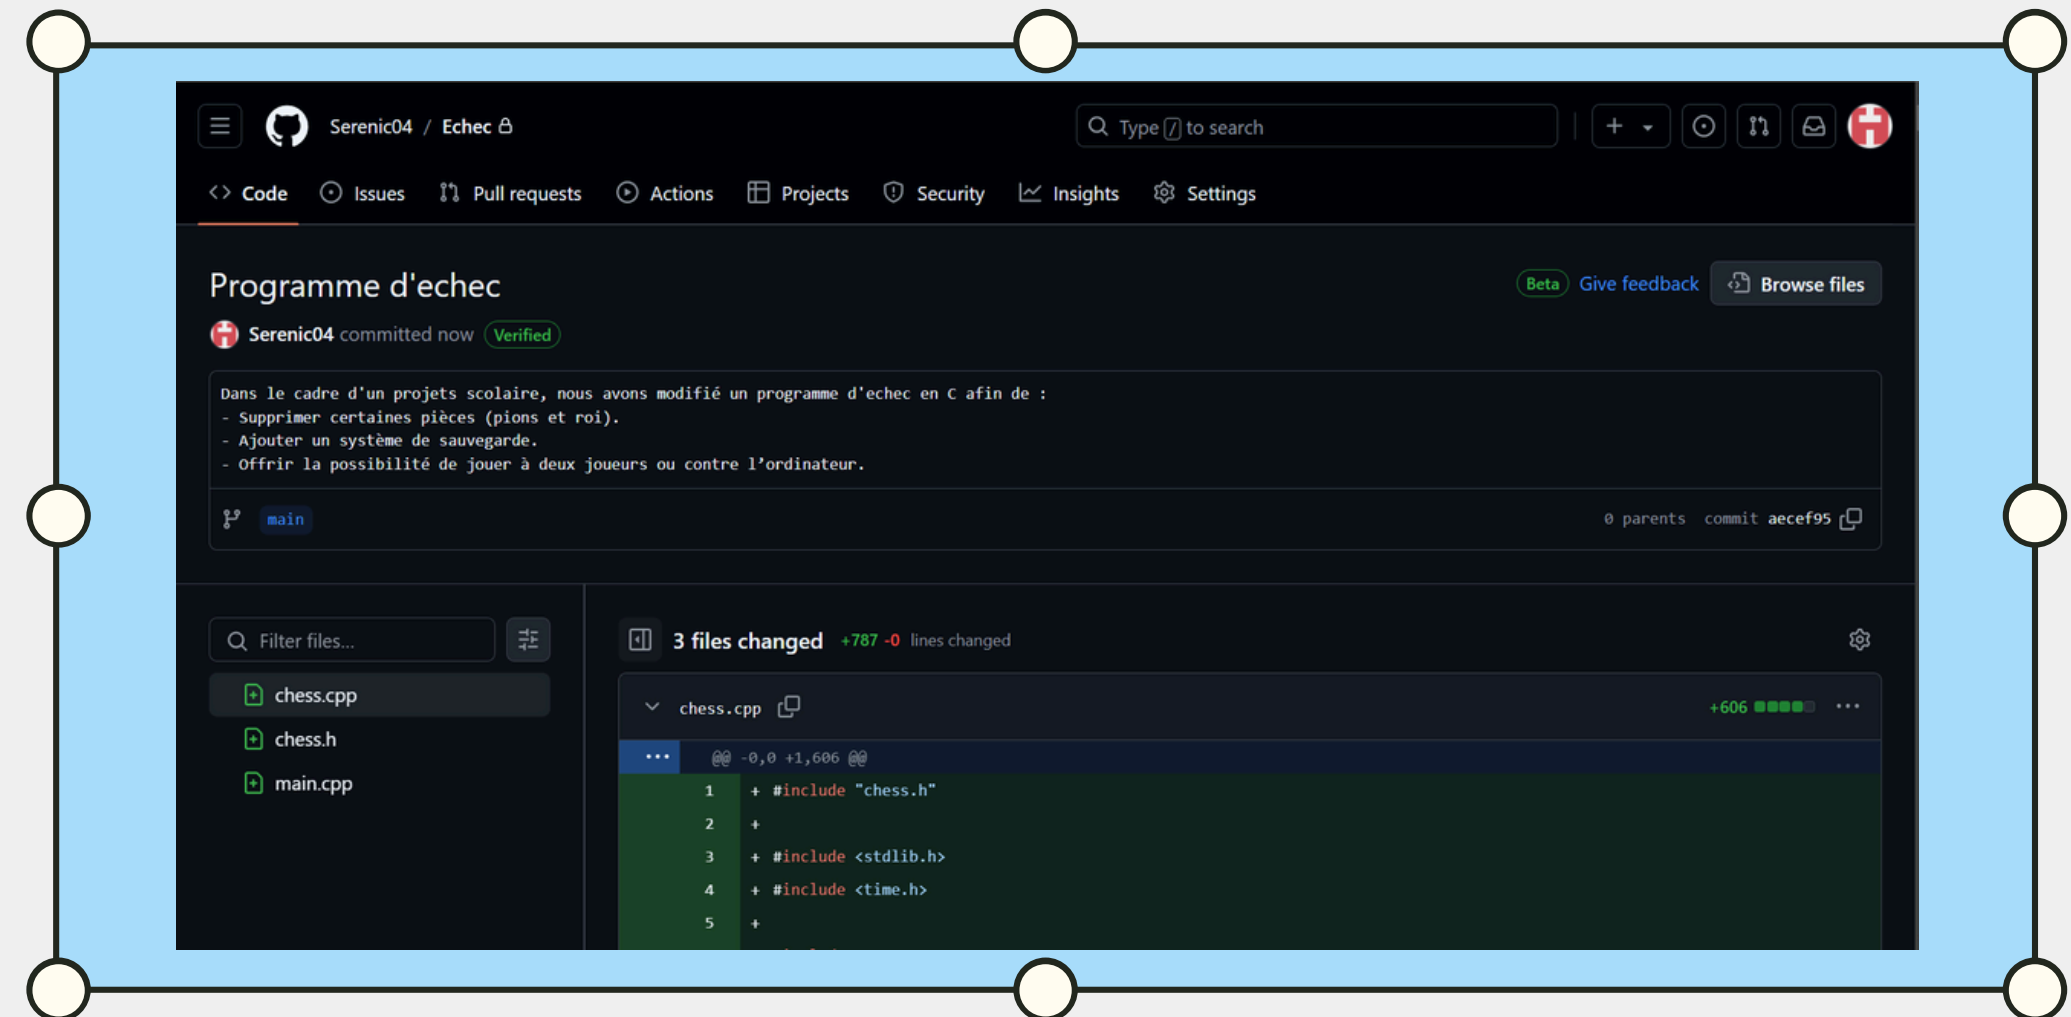 Serenic04 / Echec
Type / to search
Code Issues Pull requests Actions Projects Security Insights Settings
Programme d'echec
Beta Give feedback Browse files
Serenic04 committed now Verified
Dans le cadre d'un projets scolaire, nous avons modifié un programme d'echec en C afin de :
- Supprimer certaines pièces (pions et roi).
- Ajouter un système de sauvegarde.
- Offrir la possibilité de jouer à deux joueurs ou contre l’ordinateur.
main
0 parents commit aecef95
Filter files...
chess.cpp
chess.h
main.cpp
3 files changed +787 -0 lines changed
chess.cpp
+606
@@ -0,0 +1,606 @@
1 + #include "chess.h"
2 +
3 + #include <stdlib.h>
4 + #include <time.h>
5 +